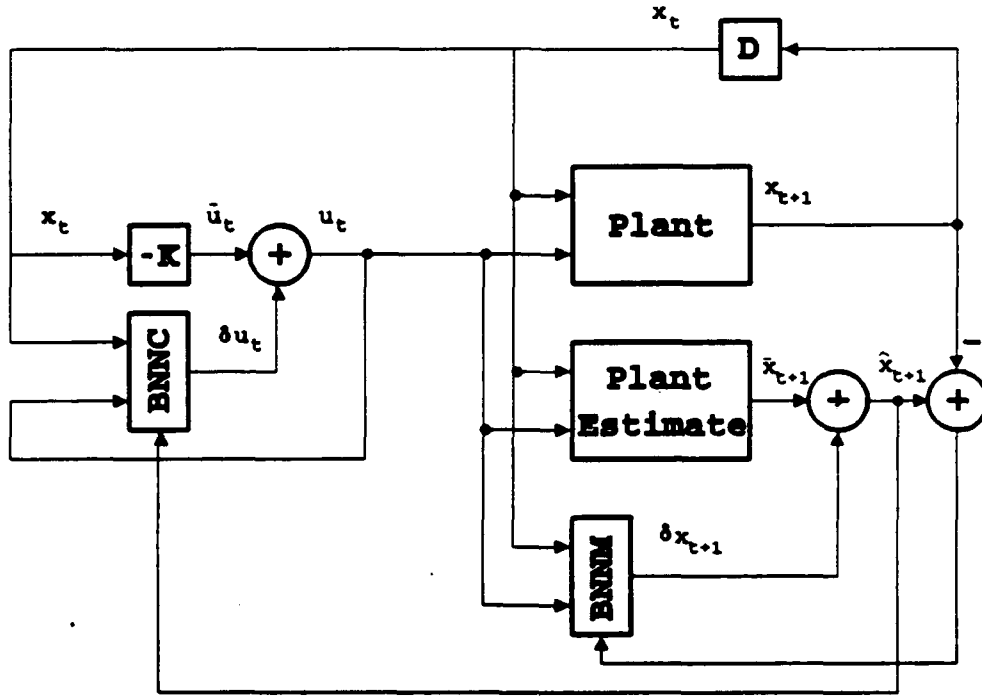 x_t
D
x_{t+1}
Plant
x_t
ū_t
u_t
-K
+
δu_t
BNNC
Plant
Estimate
x̄_{t+1}
x̂_{t+1}
-
+
+
BNNM
δx_{t+1}